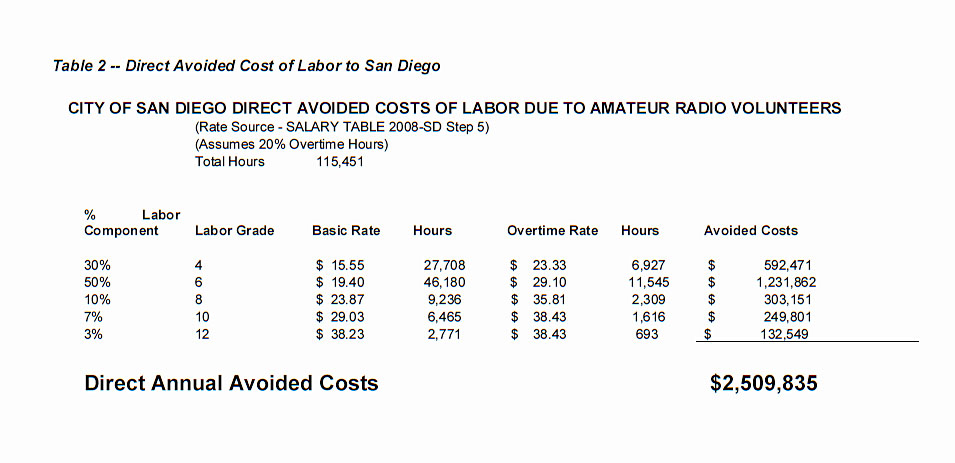 Table 2 -- Direct Avoided Cost of Labor to San Diego
CITY OF SAN DIEGO DIRECT AVOIDED COSTS OF LABOR DUE TO AMATEUR RADIO VOLUNTEERS
(Rate Source - SALARY TABLE 2008-SD Step 5)
(Assumes 20% Overtime Hours)
Total Hours 115,451
% Labor
Component Labor Grade Basic Rate Hours Overtime Rate Hours Avoided Costs
30% 4 $ 15.55 27,708 $ 23.33 6,927 $ 592,471
50% 6 $ 19.40 46,180 $ 29.10 11,545 $ 1,231,862
10% 8 $ 23.87 9,236 $ 35.81 2,309 $ 303,151
7% 10 $ 29.03 6,465 $ 38.43 1,616 $ 249,801
3% 12 $ 38.23 2,771 $ 38.43 693 $ 132,549
Direct Annual Avoided Costs $2,509,835